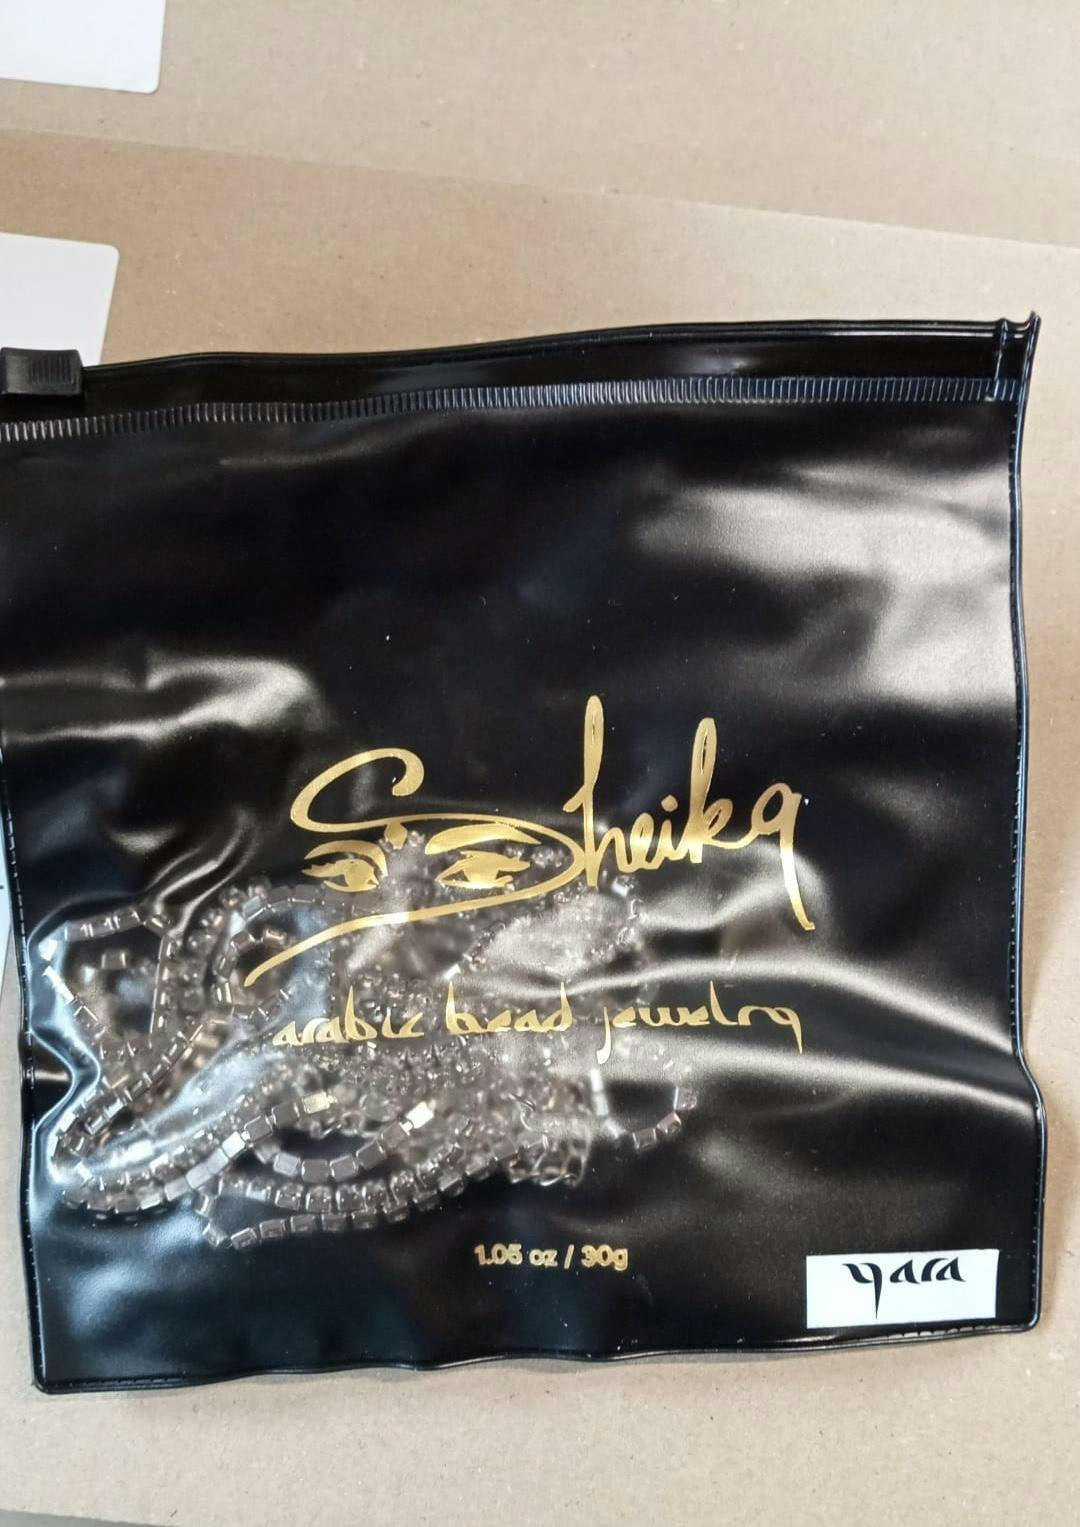 Sheika
arabic bead jewelry
1.05 oz / 30g
yara